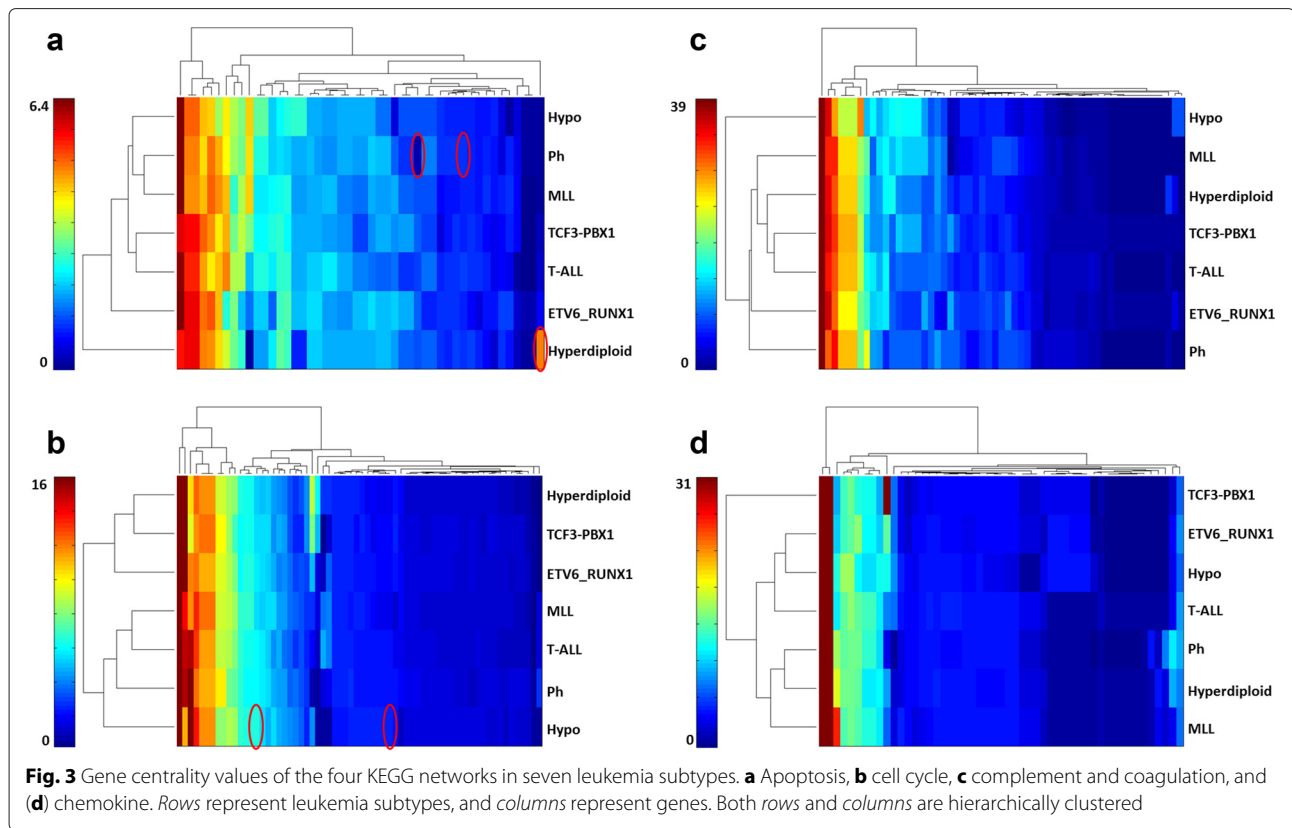 a
6.4
0
Hypo
Ph
MLL
TCF3-PBX1
T-ALL
ETV6_RUNX1
Hyperdiploid
c
39
0
Hypo
MLL
Hyperdiploid
TCF3-PBX1
T-ALL
ETV6_RUNX1
Ph
b
16
0
Hyperdiploid
TCF3-PBX1
ETV6_RUNX1
MLL
T-ALL
Ph
Hypo
d
31
0
TCF3-PBX1
ETV6_RUNX1
Hypo
T-ALL
Ph
Hyperdiploid
MLL
Fig. 3 Gene centrality values of the four KEGG networks in seven leukemia subtypes. a Apoptosis, b cell cycle, c complement and coagulation, and
(d) chemokine. Rows represent leukemia subtypes, and columns represent genes. Both rows and columns are hierarchically clustered